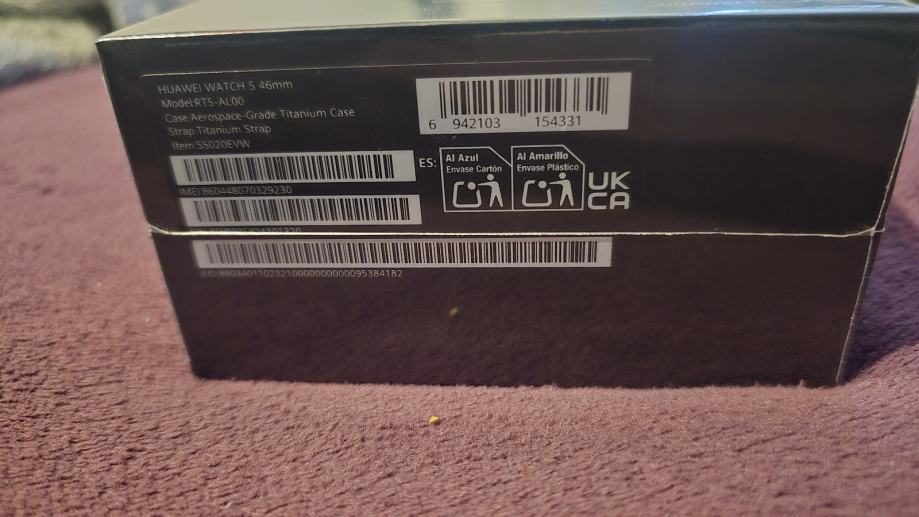 HUAWEI WATCH 5 46mm
Model:RTS-AL00
Case:Aerospace-Grade Titanium Case
Strap:Titanium Strap
Item:55020EVW
6 942103 154331
IMEI:860448070329230
ES:
Al Azul
Envase Cartón
Al Amarillo
Envase Plástico
UK
CA
EID:89034011023210000000000095384182